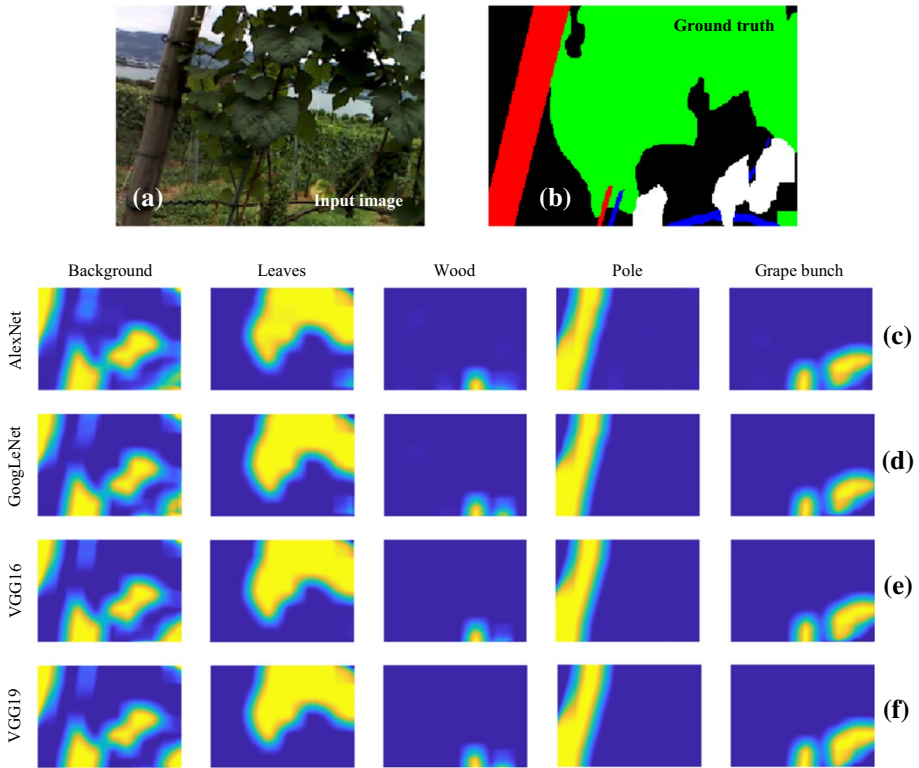 Ground truth
(a)
Input image
(b)
Background Leaves Wood Pole Grape bunch
AlexNet
(c)
GoogLeNet
(d)
VGG16
(e)
VGG19
(f)